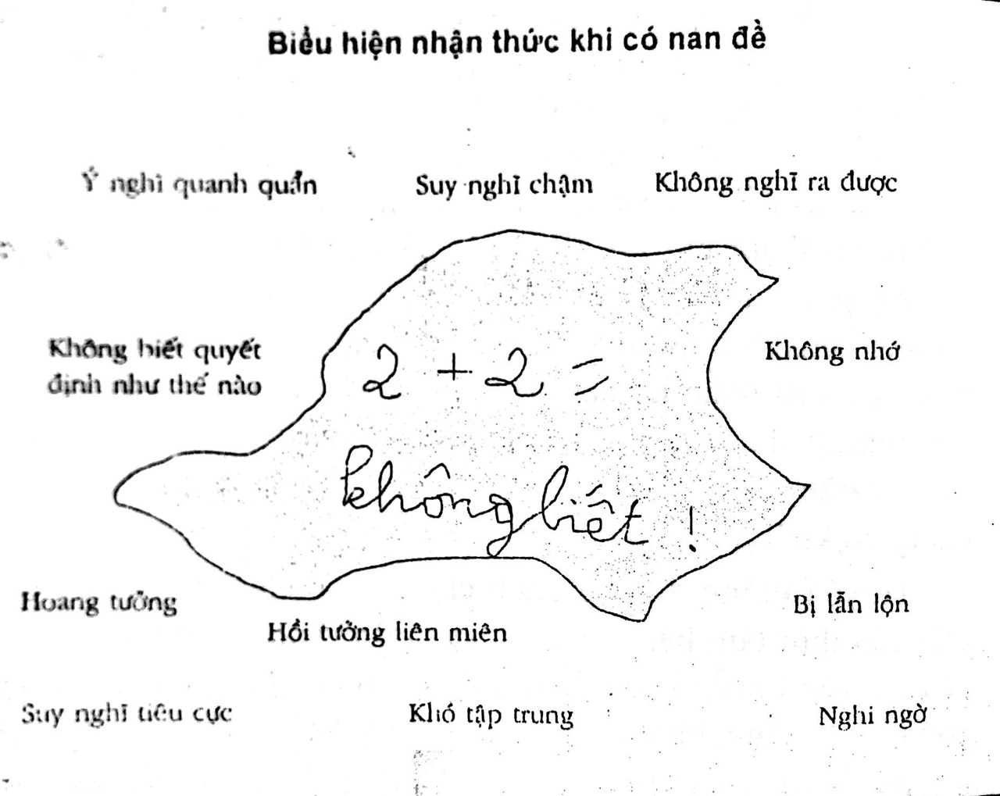 Biểu hiện nhận thức khi có nan đề
Ý nghĩ quanh quẩn
Suy nghĩ chậm
Không nghĩ ra được
Không biết quyết
định như thế nào
Không nhớ
2 + 2 =
không biết !
Hoang tưởng
Bị lẫn lộn
Hồi tưởng liên miên
Suy nghĩ tiêu cực
Khó tập trung
Nghi ngờ